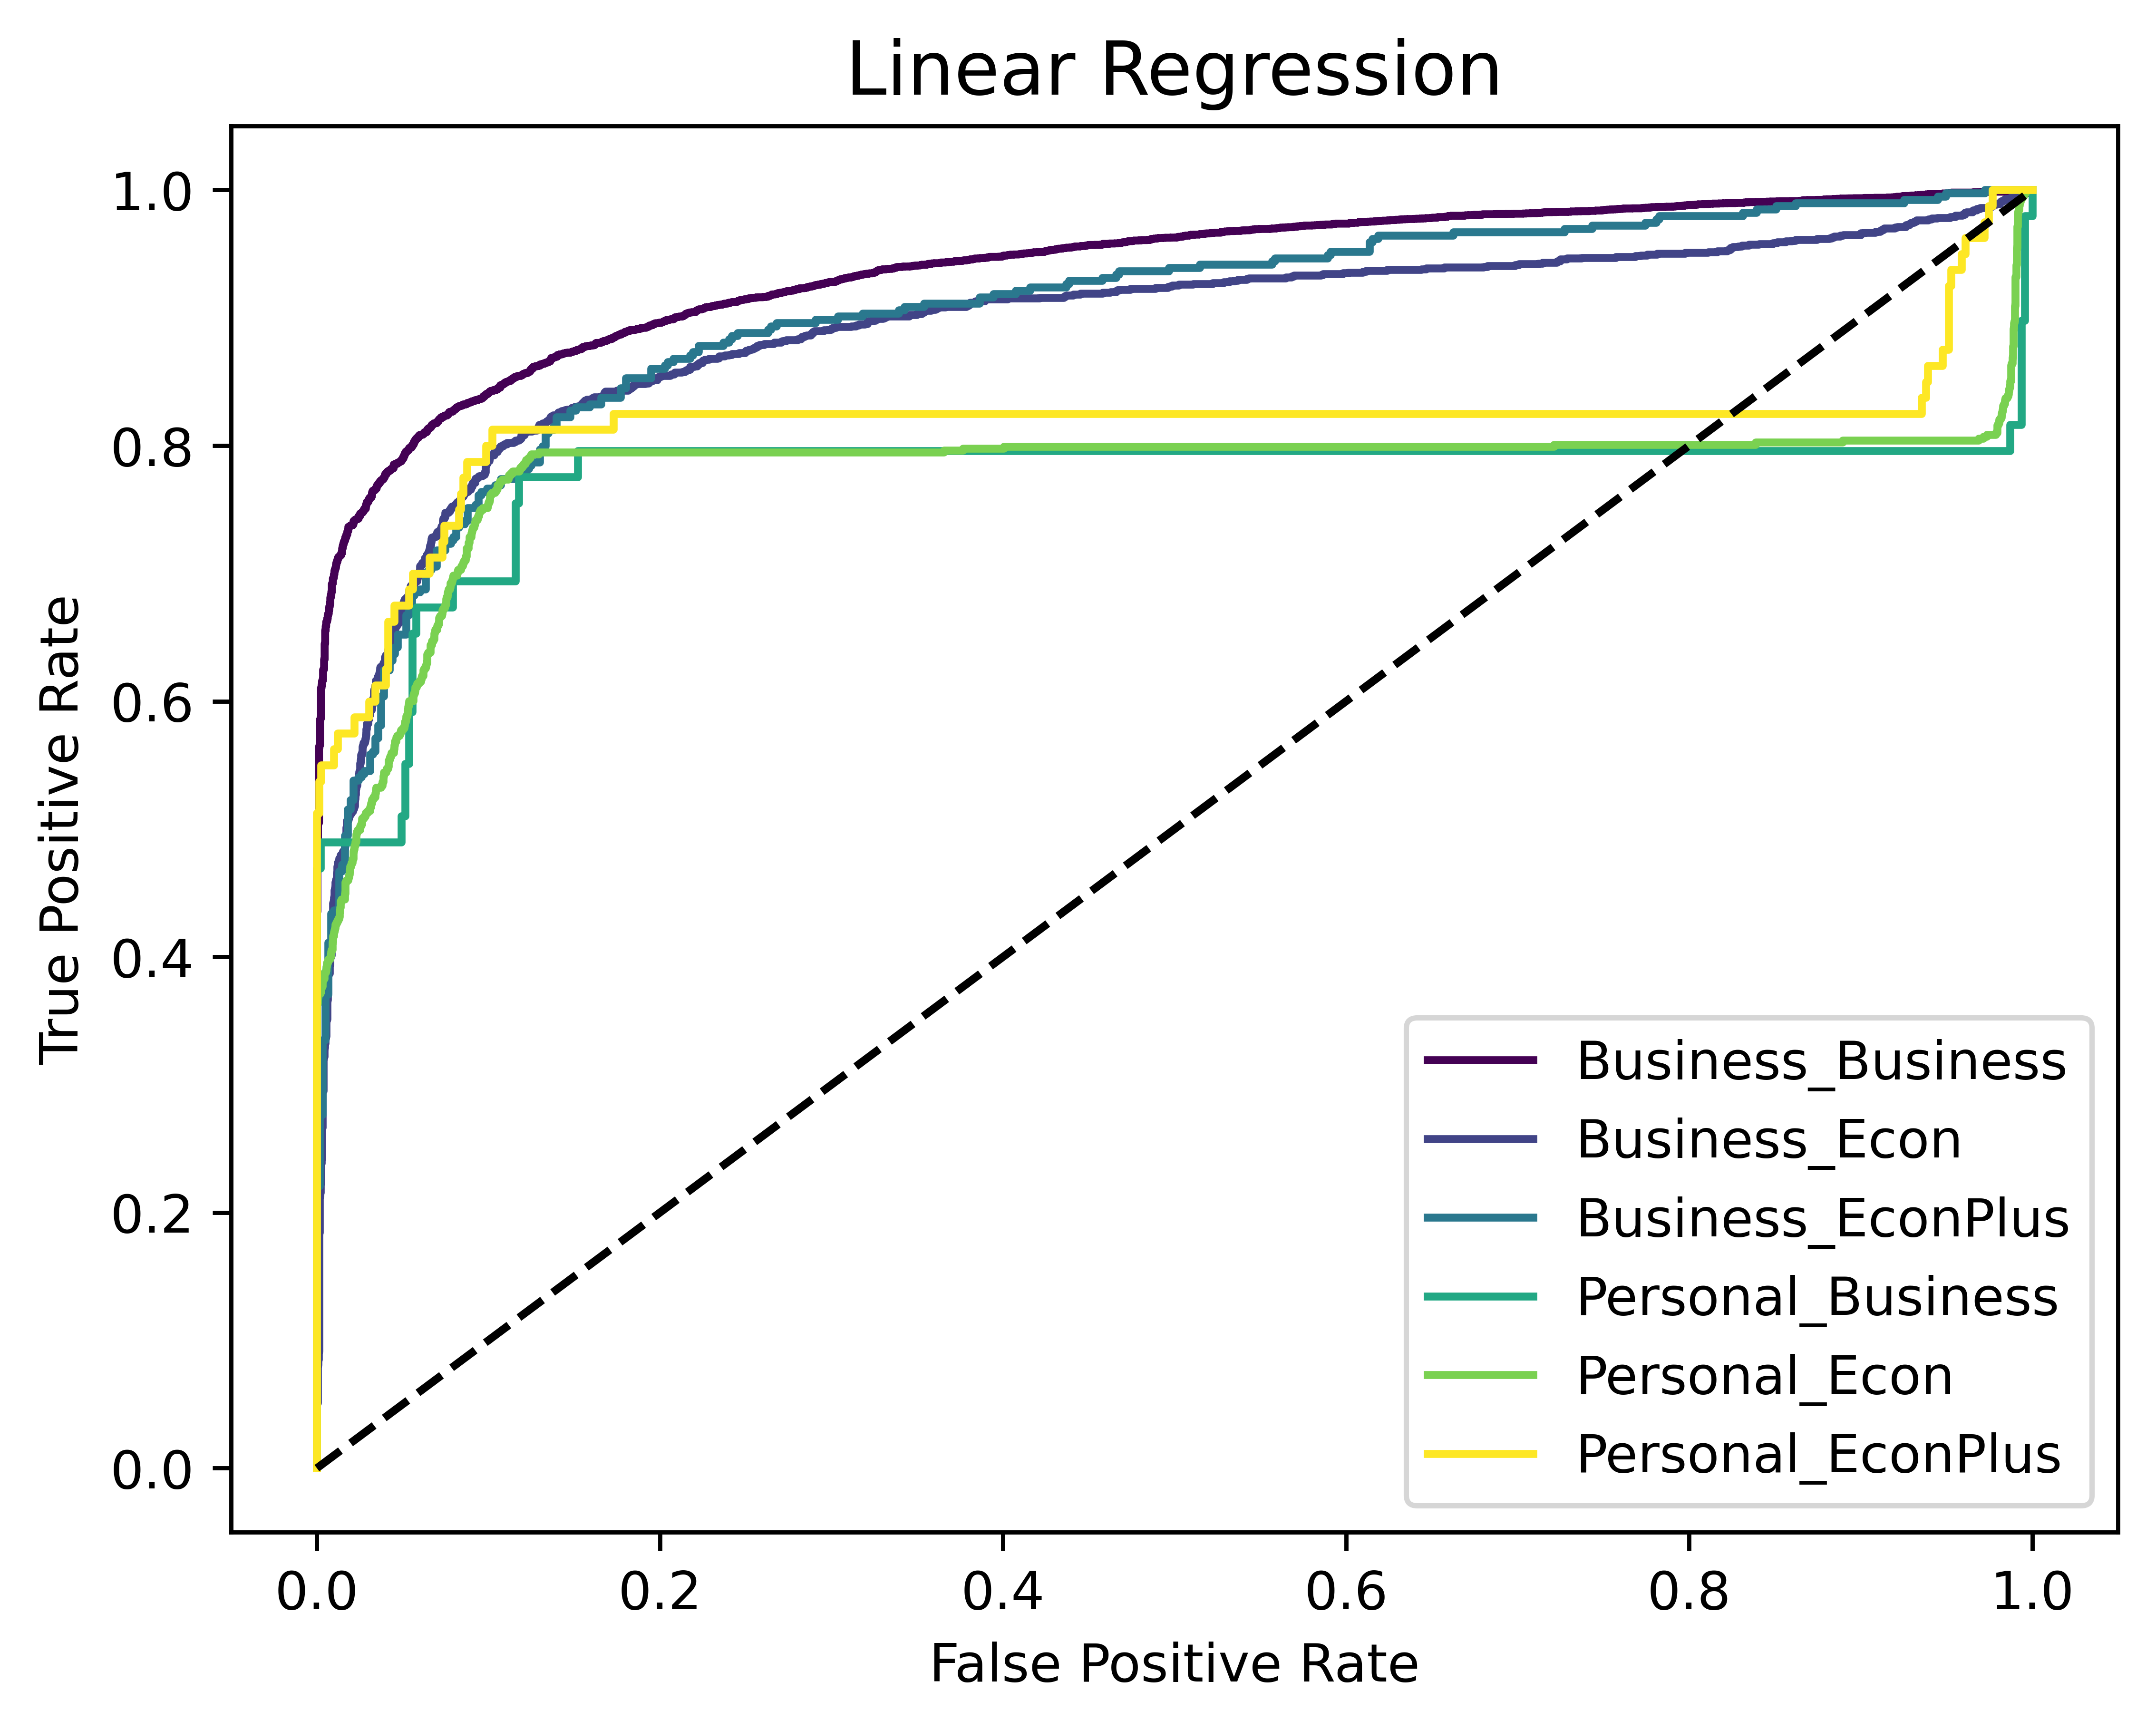 Linear Regression
True Positive Rate
1.0
0.8
0.6
0.4
0.2
0.0
0.0 0.2 0.4 0.6 0.8 1.0
False Positive Rate
Business_Business
Business_Econ
Business_EconPlus
Personal_Business
Personal_Econ
Personal_EconPlus